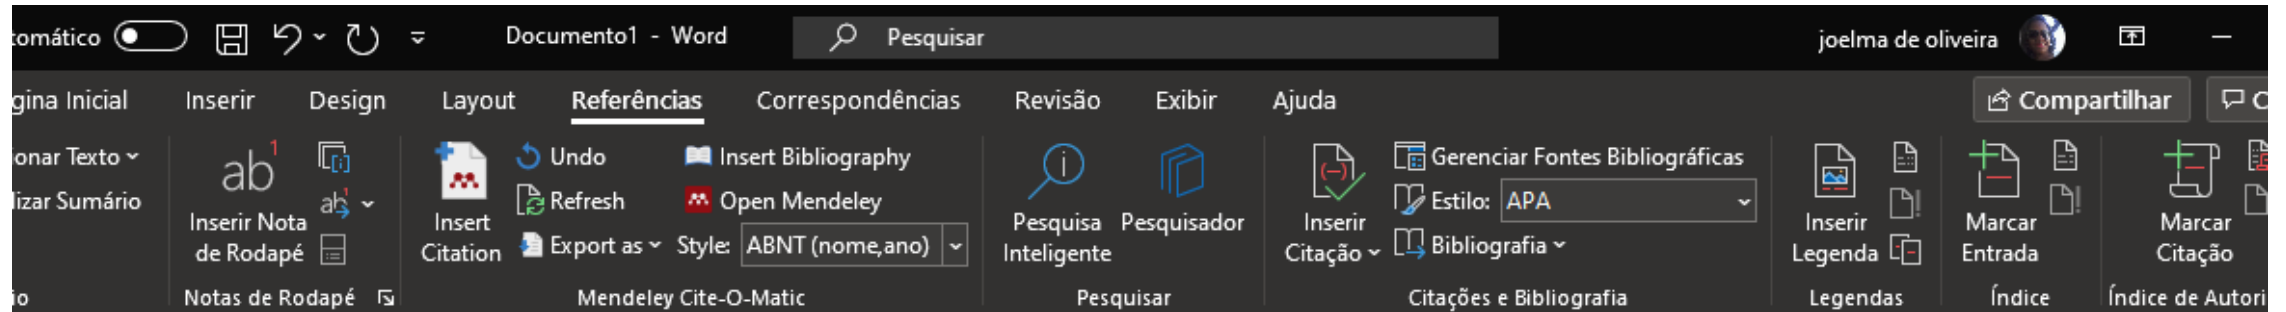 tomático Documento1 - Word Pesquisar joelma de oliveira
gina Inicial Inserir Design Layout Referências Correspondências Revisão Exibir Ajuda Compartilhar C
onar Texto
lizar Sumário
ab1
Inserir Nota
de Rodapé
ab1
Notas de Rodapé
Insert
Citation
Undo
Refresh
Export as
Insert Bibliography
Open Mendeley
Style: ABNT (nome,ano)
Mendeley Cite-O-Matic
Pesquisa
Inteligente
Pesquisador
Pesquisar
Inserir
Citação
Gerenciar Fontes Bibliográficas
Estilo: APA
Bibliografia
Citações e Bibliografia
Inserir
Legenda
Legendas
Marcar
Entrada
Índice
Marcar
Citação
Índice de Autori